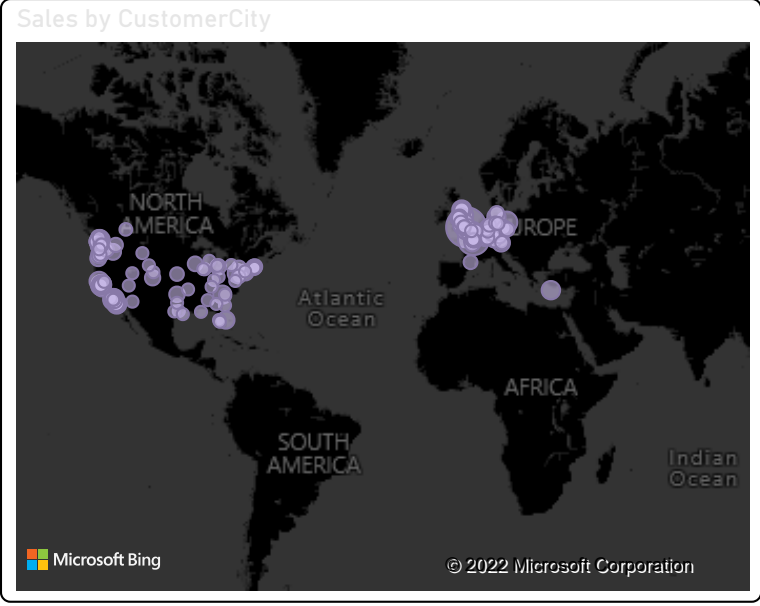 Sales by CustomerCity
NORTH
AMERICA
EUROPE
Atlantic
Ocean
AFRICA
SOUTH
AMERICA
Indian
Ocean
Microsoft Bing
© 2022 Microsoft Corporation